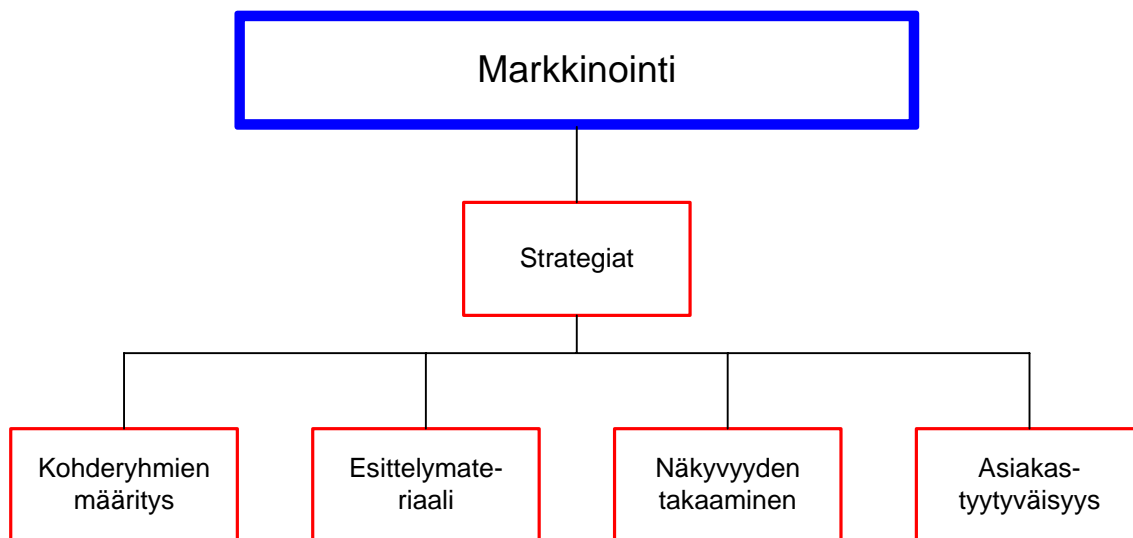 Markkinointi
Strategiat
Kohderyhmien
määritys
Esittelymate-
riaali
Näkyvyyden
takaaminen
Asiakas-
tyytyväisyys